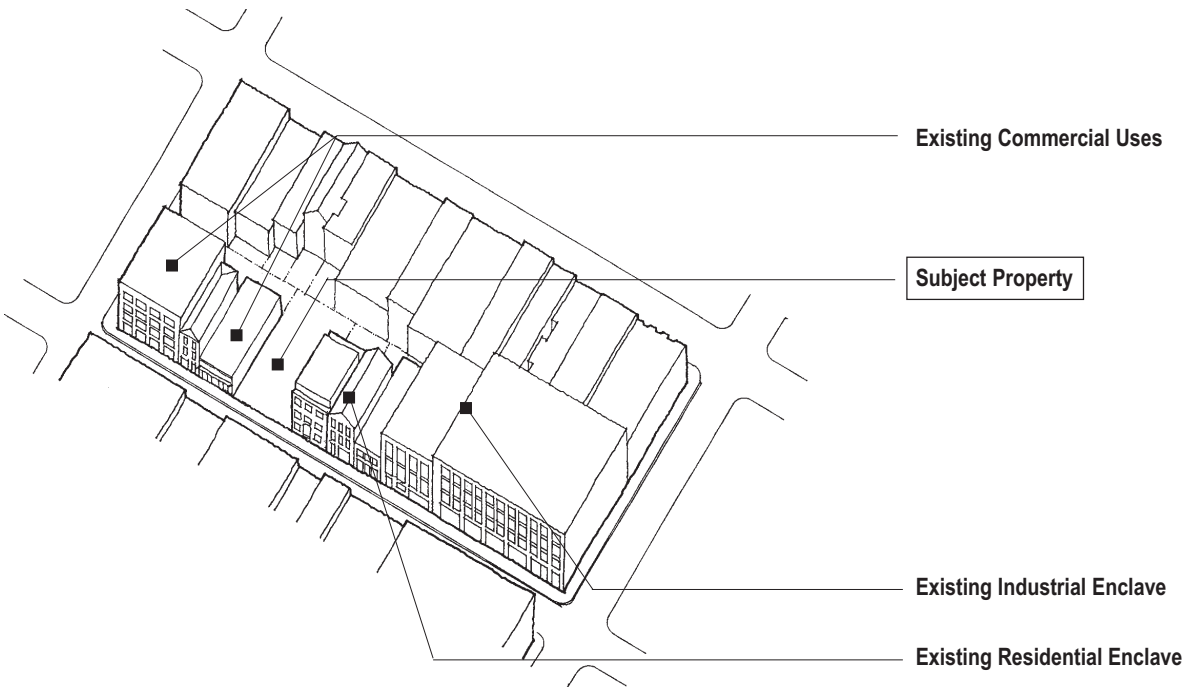 Existing Commercial Uses
Subject Property
Existing Industrial Enclave
Existing Residential Enclave